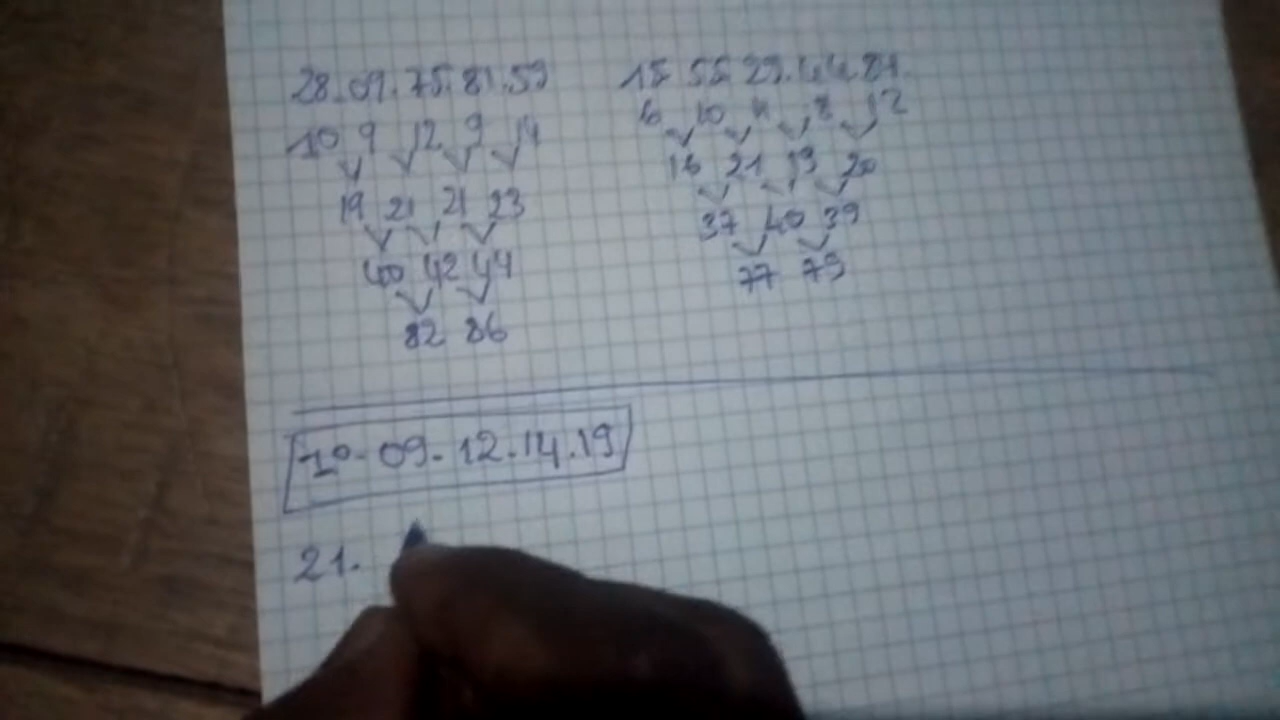 28.09.75.81.59
10 9 12 9 14
19 21 21 23
40 42 44
82 86
15 55 29.44.84.
6 10 11 8 12
16 21 19 20
37 40 39
77 79
10-09-12.14.19
21.